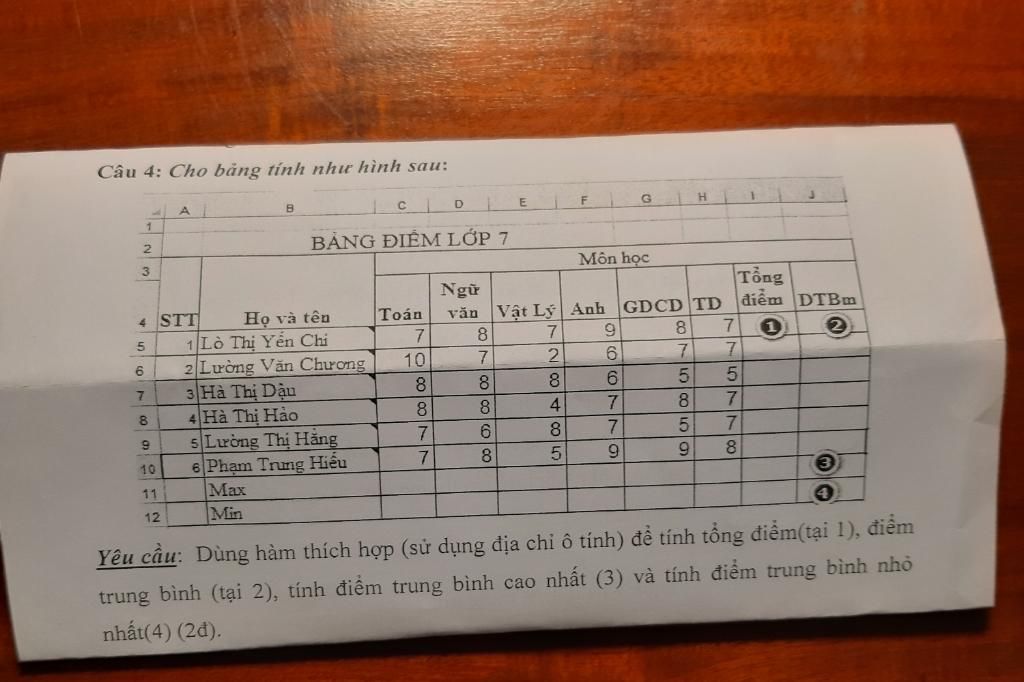 Câu 4: Cho bảng tính như hình sau:
A B C D E F G H I J
1
2 BẢNG ĐIỂM LỚP 7
3 Môn học
4 STT Họ và tên Toán Ngữ văn Vật Lý Anh GDCD TD Tổng điểm DTBm
5 1 Lò Thị Yến Chi 7 8 7 9 8 7 1 2
6 2 Lường Văn Chương 10 7 2 6 7 7
7 3 Hà Thị Dậu 8 8 8 6 5 5
8 4 Hà Thị Hảo 8 8 4 7 8 7
9 5 Lường Thị Hằng 7 6 8 7 5 7
10 6 Phạm Trung Hiếu 7 8 5 9 9 8
11 Max 3
12 Min 4
Yêu cầu: Dùng hàm thích hợp (sử dụng địa chỉ ô tính) để tính tổng điểm(tại 1), điểm
trung bình (tại 2), tính điểm trung bình cao nhất (3) và tính điểm trung bình nhỏ
nhất(4) (2đ).